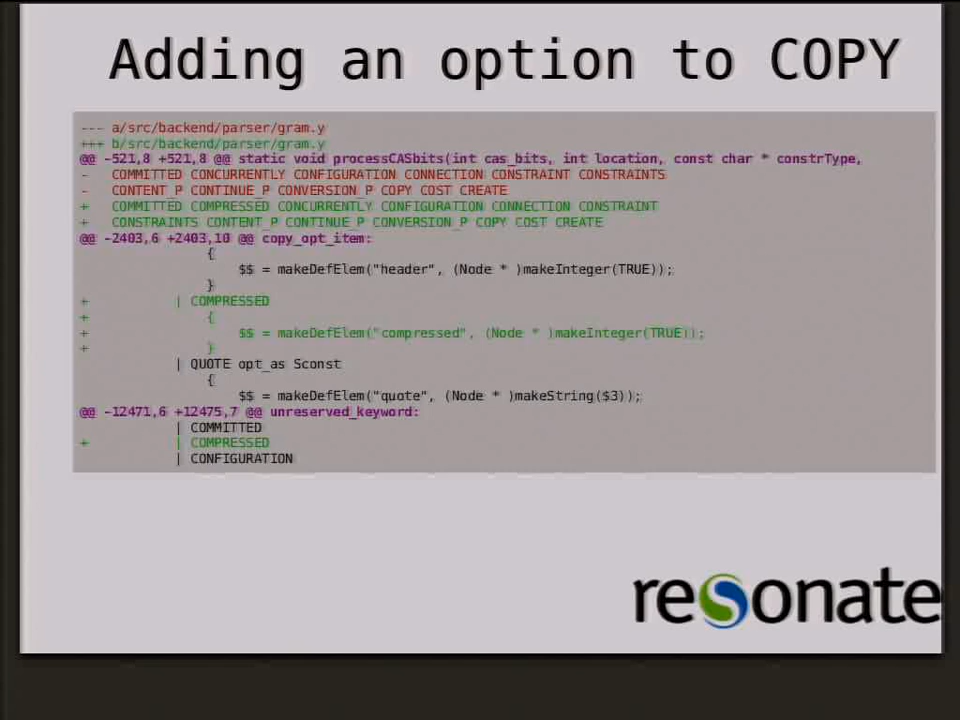 Adding an option to COPY
--- a/src/backend/parser/gram.y
+++ b/src/backend/parser/gram.y
@@ -521,8 +521,8 @@ static void processCASbits(int cas_bits, int location, const char * constrType,
- COMMITTED CONCURRENTLY CONFIGURATION CONNECTION CONSTRAINT CONSTRAINTS
- CONTENT_P CONTINUE_P CONVERSION_P COPY COST CREATE
+ COMMITTED COMPRESSED CONCURRENTLY CONFIGURATION CONNECTION CONSTRAINT
+ CONSTRAINTS CONTENT_P CONTINUE_P CONVERSION_P COPY COST CREATE
@@ -2403,6 +2403,10 @@ copy_opt_item:
{
$$ = makeDefElem("header", (Node * )makeInteger(TRUE));
}
+ | COMPRESSED
+ {
+ $$ = makeDefElem("compressed", (Node * )makeInteger(TRUE));
+ }
| QUOTE opt_as Sconst
{
$$ = makeDefElem("quote", (Node * )makeString($3));
@@ -12471,6 +12475,7 @@ unreserved_keyword:
| COMMITTED
+ | COMPRESSED
| CONFIGURATION
resonate